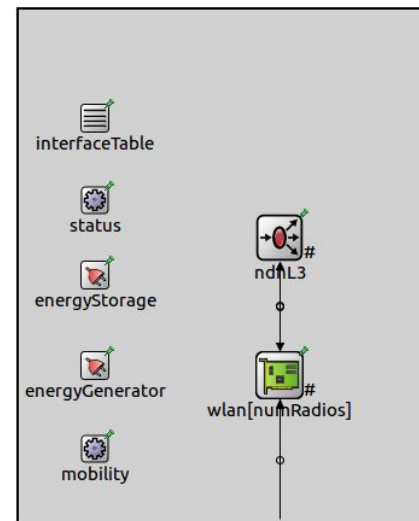 interfaceTable
status
energyStorage
energyGenerator
mobility
#
ndnL3
#
wlan[numRadios]